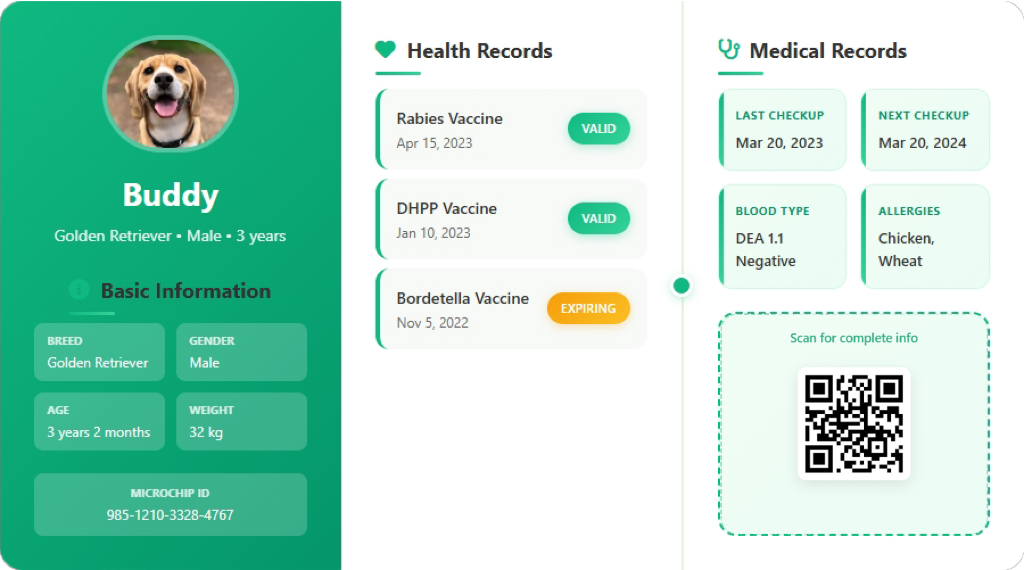 Buddy
Golden Retriever • Male • 3 years
Basic Information
BREED
Golden Retriever
GENDER
Male
AGE
3 years 2 months
WEIGHT
32 kg
MICROCHIP ID
985-1210-3328-4767
Health Records
Rabies Vaccine
Apr 15, 2023
VALID
DHPP Vaccine
Jan 10, 2023
VALID
Bordetella Vaccine
Nov 5, 2022
EXPIRING
Medical Records
LAST CHECKUP
Mar 20, 2023
NEXT CHECKUP
Mar 20, 2024
BLOOD TYPE
DEA 1.1
Negative
ALLERGIES
Chicken,
Wheat
Scan for complete info